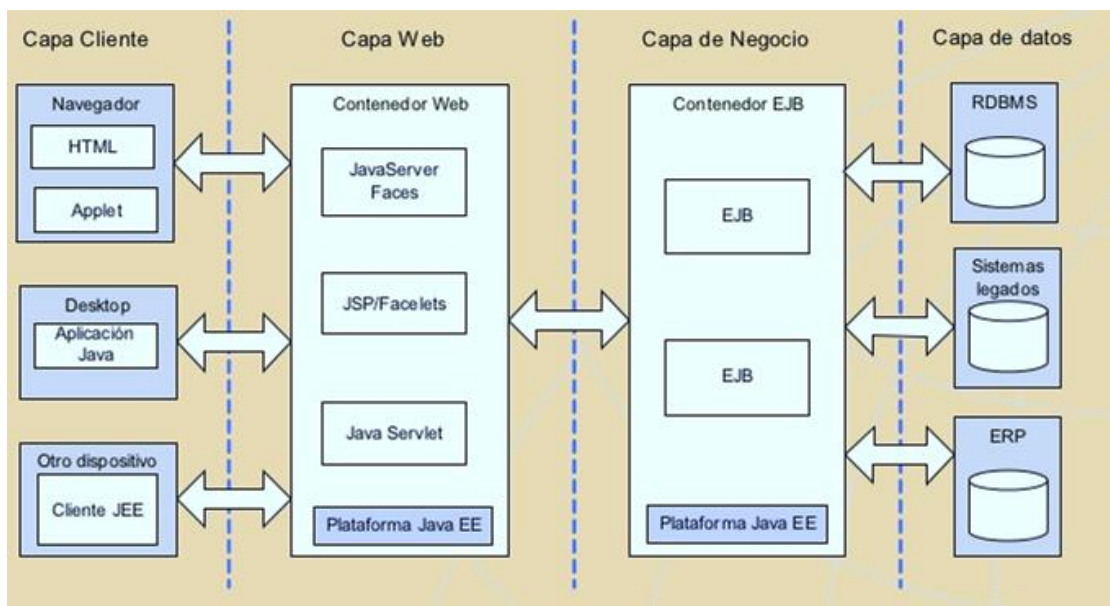 Capa Cliente
Capa Web
Capa de Negocio
Capa de datos
Navegador
HTML
Applet
Desktop
Aplicación
Java
Otro dispositivo
Cliente JEE
Contenedor Web
JavaServer
Faces
JSP/Facelets
Java Servlet
Plataforma Java EE
Contenedor EJB
EJB
EJB
Plataforma Java EE
RDBMS
Sistemas
legados
ERP